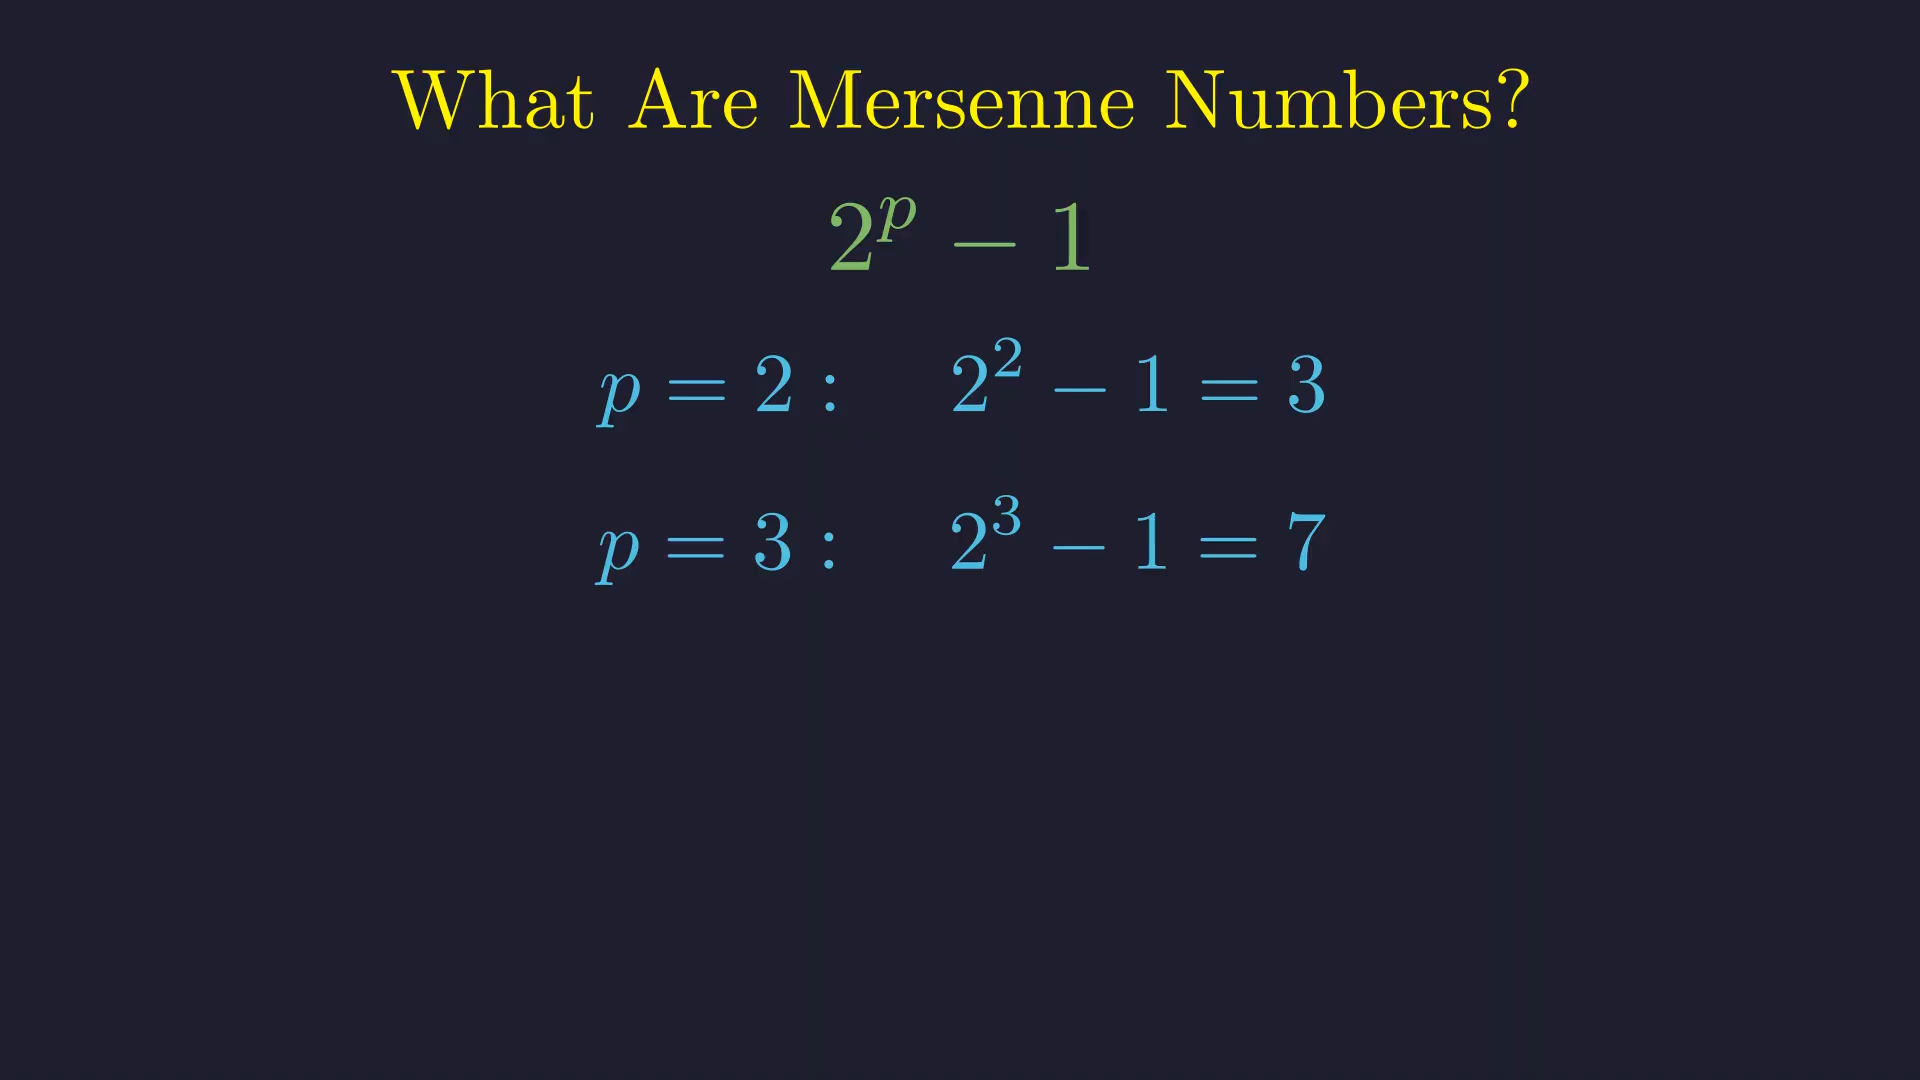 What Are Mersenne Numbers?
2^p − 1
p = 2 : 2^2 − 1 = 3
p = 3 : 2^3 − 1 = 7